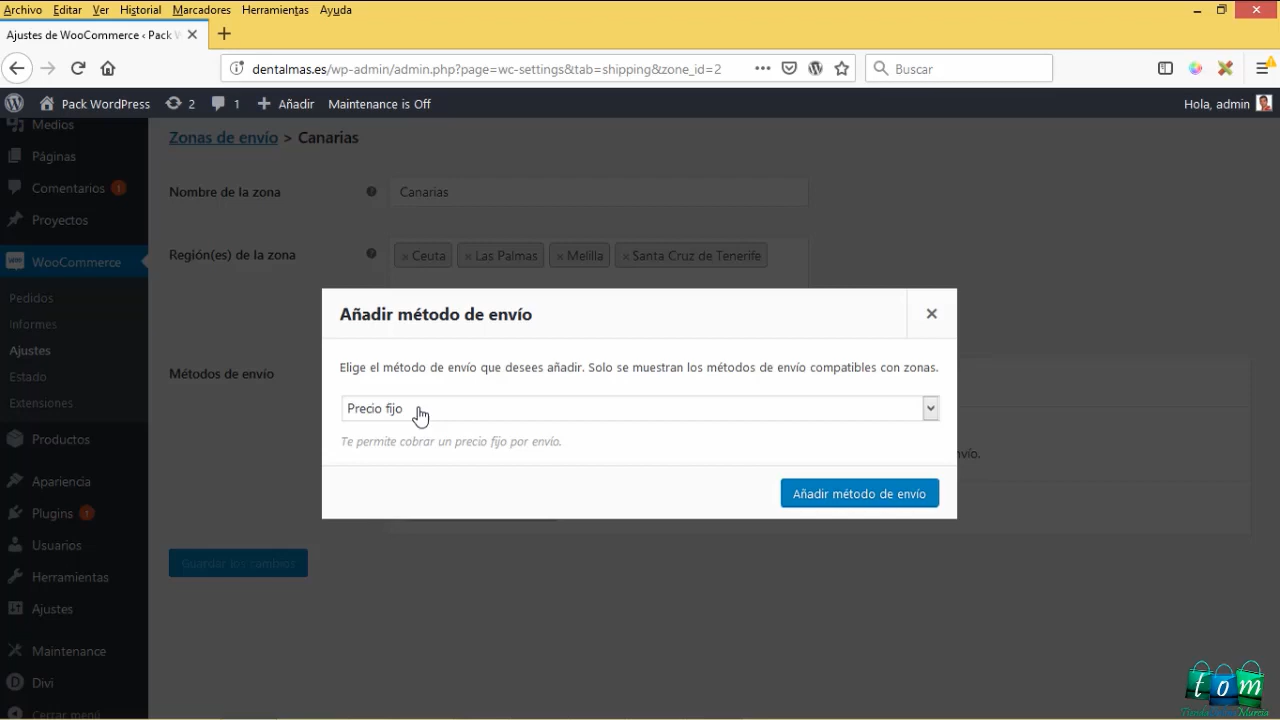 Archivo Editar Ver Historial Marcadores Herramientas Ayuda
Ajustes de WooCommerce ‹ Pack W
dentalmas.es/wp-admin/admin.php?page=wc-settings&tab=shipping&zone_id=2
Buscar
Pack WordPress 2 1 Añadir Maintenance is Off Hola, admin
Medios
Páginas
Comentarios 1
Proyectos
WooCommerce
Pedidos
Informes
Ajustes
Estado
Extensiones
Productos
Apariencia
Plugins 1
Usuarios
Herramientas
Ajustes
Maintenance
Divi
Cerrar menú
Zonas de envío > Canarias
Nombre de la zona
Canarias
Región(es) de la zona
× Ceuta × Las Palmas × Melilla × Santa Cruz de Tenerife
Métodos de envío
vío.
Guardar los cambios
Añadir método de envío
Elige el método de envío que desees añadir. Solo se muestran los métodos de envío compatibles con zonas.
Precio fijo
Te permite cobrar un precio fijo por envío.
Añadir método de envío
tom